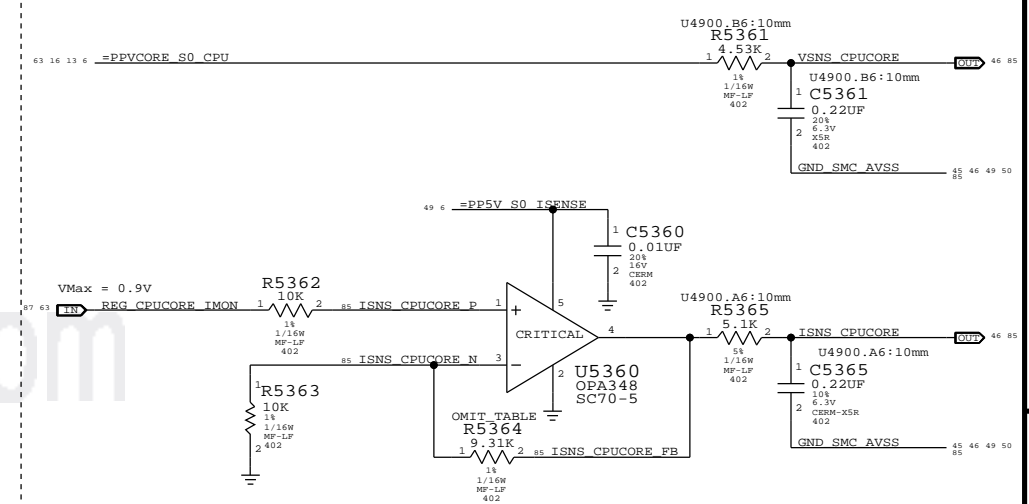 U4900.B6:10mm
R5361
4.53K
63 16 13 6 =PPVCORE_S0_CPU
1 2 VSNS_CPUCORE OUT 46 85
1%
1/16W
MF-LF
402
U4900.B6:10mm
1 C5361
0.22UF
20%
6.3V
X5R
402
2
GND_SMC_AVSS 45 46 49 50
85
49 6 =PP5V_S0_ISENSE
1 C5360
0.01UF
20%
16V
CERM
402
2
VMax = 0.9V
R5362
10K
87 63 IN REG_CPUCORE_IMON 1 2 85 ISNS_CPUCORE_P 1 + 5
1%
1/16W
MF-LF
402
CRITICAL 4
U4900.A6:10mm
R5365
5.1K
1 2 ISNS_CPUCORE OUT 46 85
5%
1/16W
MF-LF
402
85 ISNS_CPUCORE_N 3 - 2
U5360
OPA348
SC70-5
U4900.A6:10mm
1 C5365
0.22UF
10%
6.3V
CERM-X5R
402
2
GND_SMC_AVSS 45 46 49 50
85
1 R5363
10K
1%
1/16W
MF-LF
2 402
OMIT_TABLE
R5364
9.31K
1 2 85 ISNS_CPUCORE_FB
1%
1/16W
MF-LF
402
om